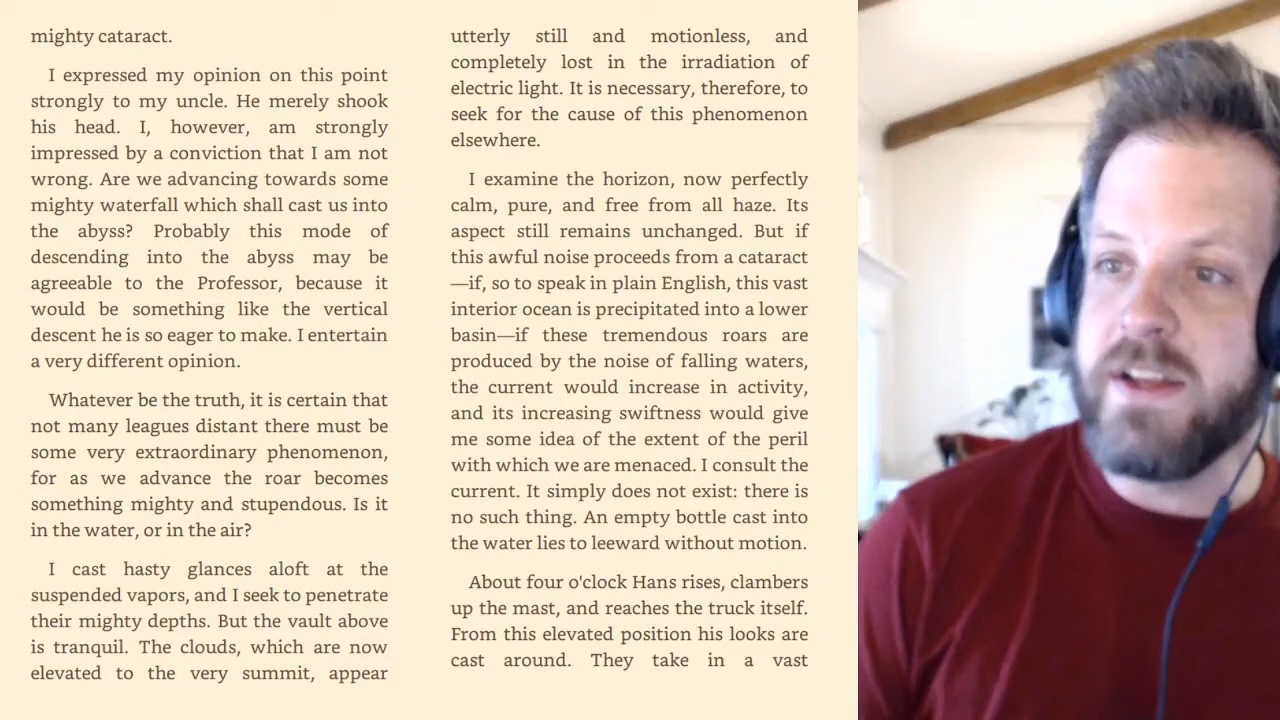 mighty cataract.
I expressed my opinion on this point
strongly to my uncle. He merely shook
his head. I, however, am strongly
impressed by a conviction that I am not
wrong. Are we advancing towards some
mighty waterfall which shall cast us into
the abyss? Probably this mode of
descending into the abyss may be
agreeable to the Professor, because it
would be something like the vertical
descent he is so eager to make. I entertain
a very different opinion.
Whatever be the truth, it is certain that
not many leagues distant there must be
some very extraordinary phenomenon,
for as we advance the roar becomes
something mighty and stupendous. Is it
in the water, or in the air?
I cast hasty glances aloft at the
suspended vapors, and I seek to penetrate
their mighty depths. But the vault above
is tranquil. The clouds, which are now
elevated to the very summit, appear
utterly still and motionless, and
completely lost in the irradiation of
electric light. It is necessary, therefore, to
seek for the cause of this phenomenon
elsewhere.
I examine the horizon, now perfectly
calm, pure, and free from all haze. Its
aspect still remains unchanged. But if
this awful noise proceeds from a cataract
—if, so to speak in plain English, this vast
interior ocean is precipitated into a lower
basin—if these tremendous roars are
produced by the noise of falling waters,
the current would increase in activity,
and its increasing swiftness would give
me some idea of the extent of the peril
with which we are menaced. I consult the
current. It simply does not exist: there is
no such thing. An empty bottle cast into
the water lies to leeward without motion.
About four o'clock Hans rises, clambers
up the mast, and reaches the truck itself.
From this elevated position his looks are
cast around. They take in a vast